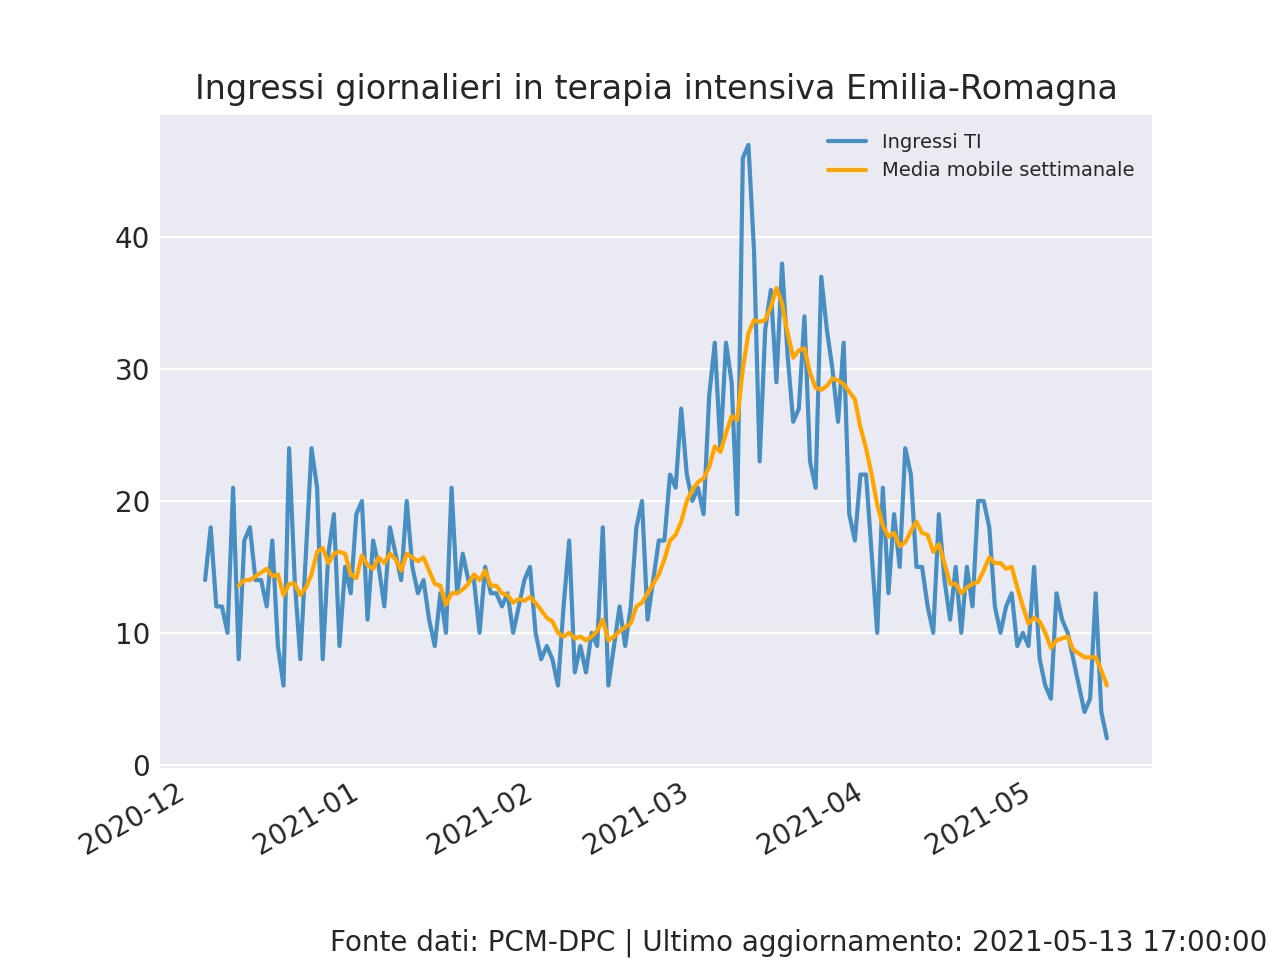 Ingressi giornalieri in terapia intensiva Emilia-Romagna
Ingressi TI
Media mobile settimanale
40
30
20
10
0
2020-12
2021-01
2021-02
2021-03
2021-04
2021-05
Fonte dati: PCM-DPC | Ultimo aggiornamento: 2021-05-13 17:00:00